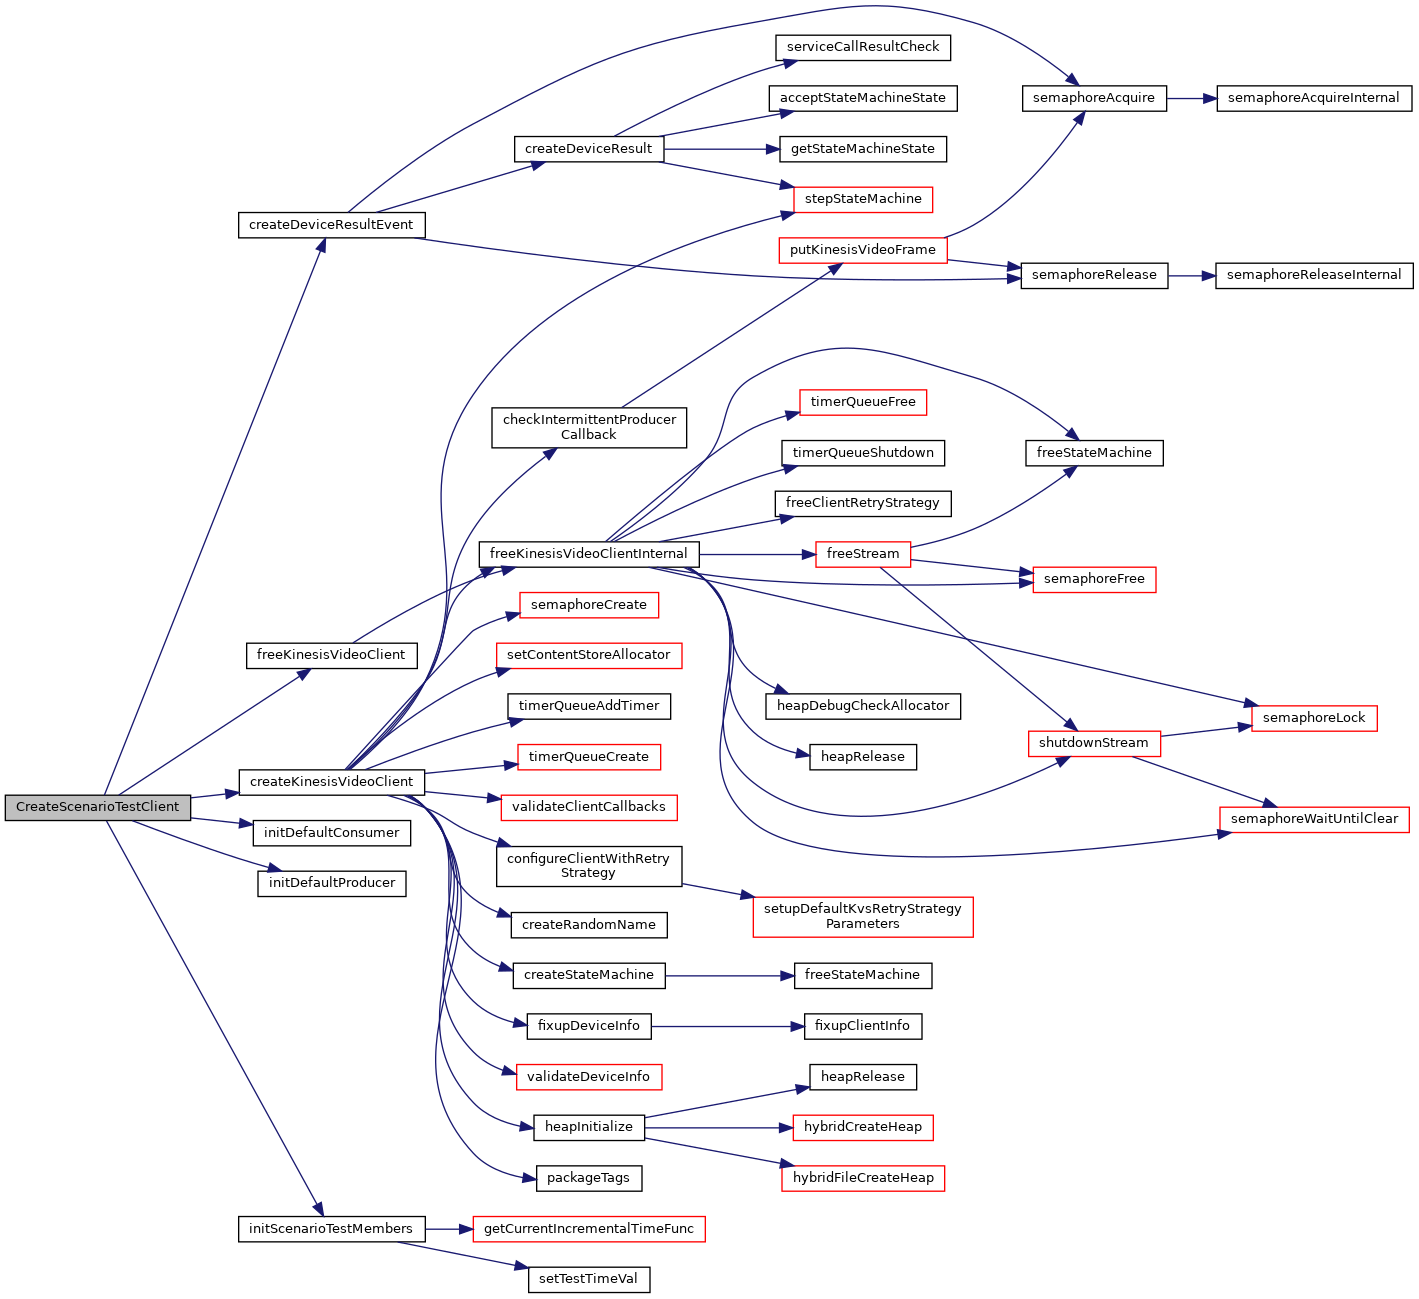 serviceCallResultCheck
acceptStateMachineState
semaphoreAcquire
semaphoreAcquireInternal
createDeviceResult
getStateMachineState
stepStateMachine
createDeviceResultEvent
putKinesisVideoFrame
semaphoreRelease
semaphoreReleaseInternal
timerQueueFree
checkIntermittentProducer
Callback
timerQueueShutdown
freeStateMachine
freeClientRetryStrategy
freeKinesisVideoClientInternal
freeStream
semaphoreFree
semaphoreCreate
freeKinesisVideoClient
setContentStoreAllocator
timerQueueAddTimer
heapDebugCheckAllocator
semaphoreLock
shutdownStream
timerQueueCreate
heapRelease
createKinesisVideoClient
CreateScenarioTestClient
validateClientCallbacks
semaphoreWaitUntilClear
initDefaultConsumer
configureClientWithRetry
Strategy
initDefaultProducer
setupDefaultKvsRetryStrategy
Parameters
createRandomName
createStateMachine
freeStateMachine
fixupDeviceInfo
fixupClientInfo
validateDeviceInfo
heapRelease
heapInitialize
hybridCreateHeap
packageTags
hybridFileCreateHeap
initScenarioTestMembers
getCurrentIncrementalTimeFunc
setTestTimeVal